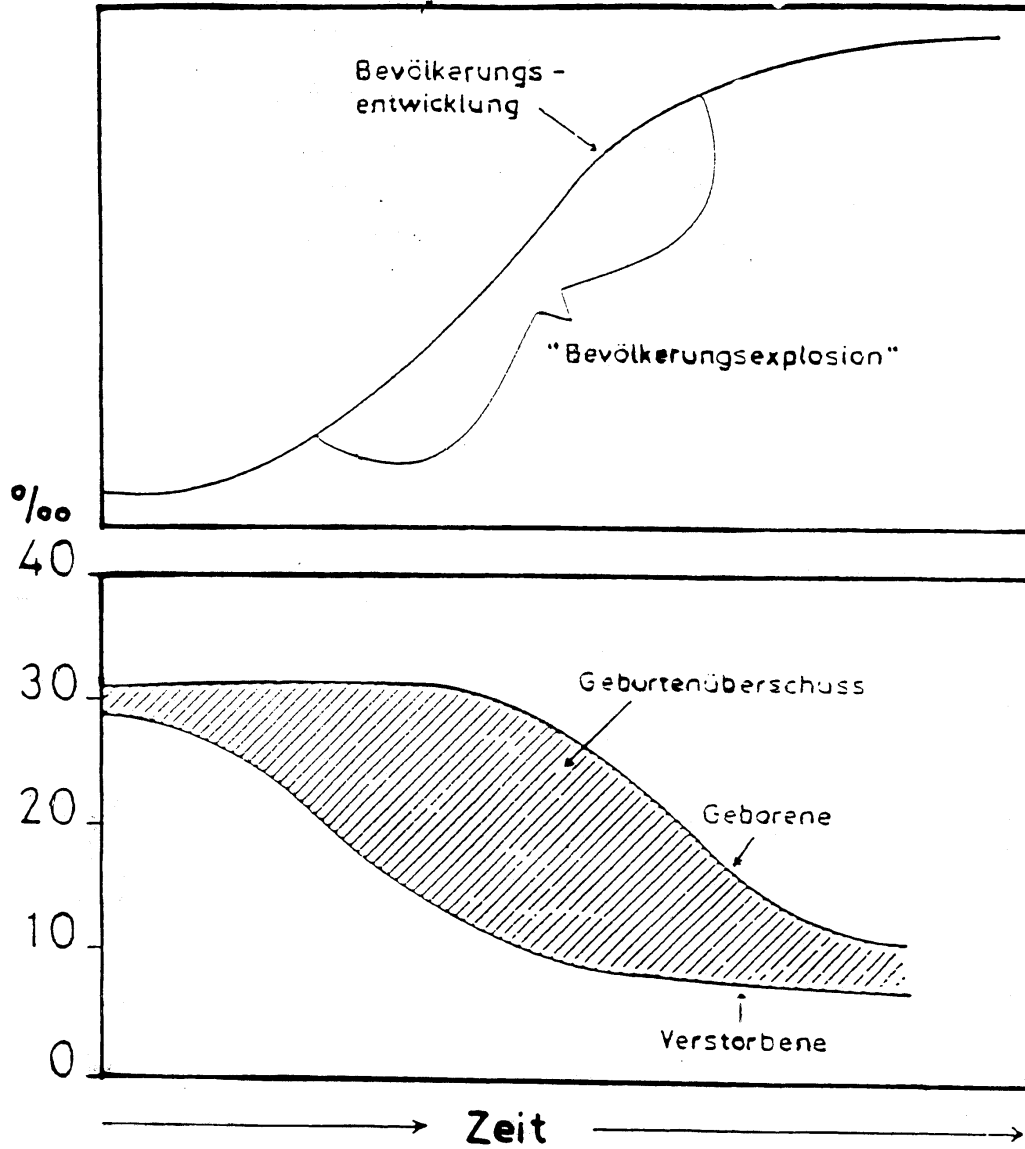 Bevölkerungs -
entwicklung
"Bevölkerungsexplosion"
‰
40
30
Geburtenüberschuss
20
Geborene
10
Verstorbene
0
Zeit